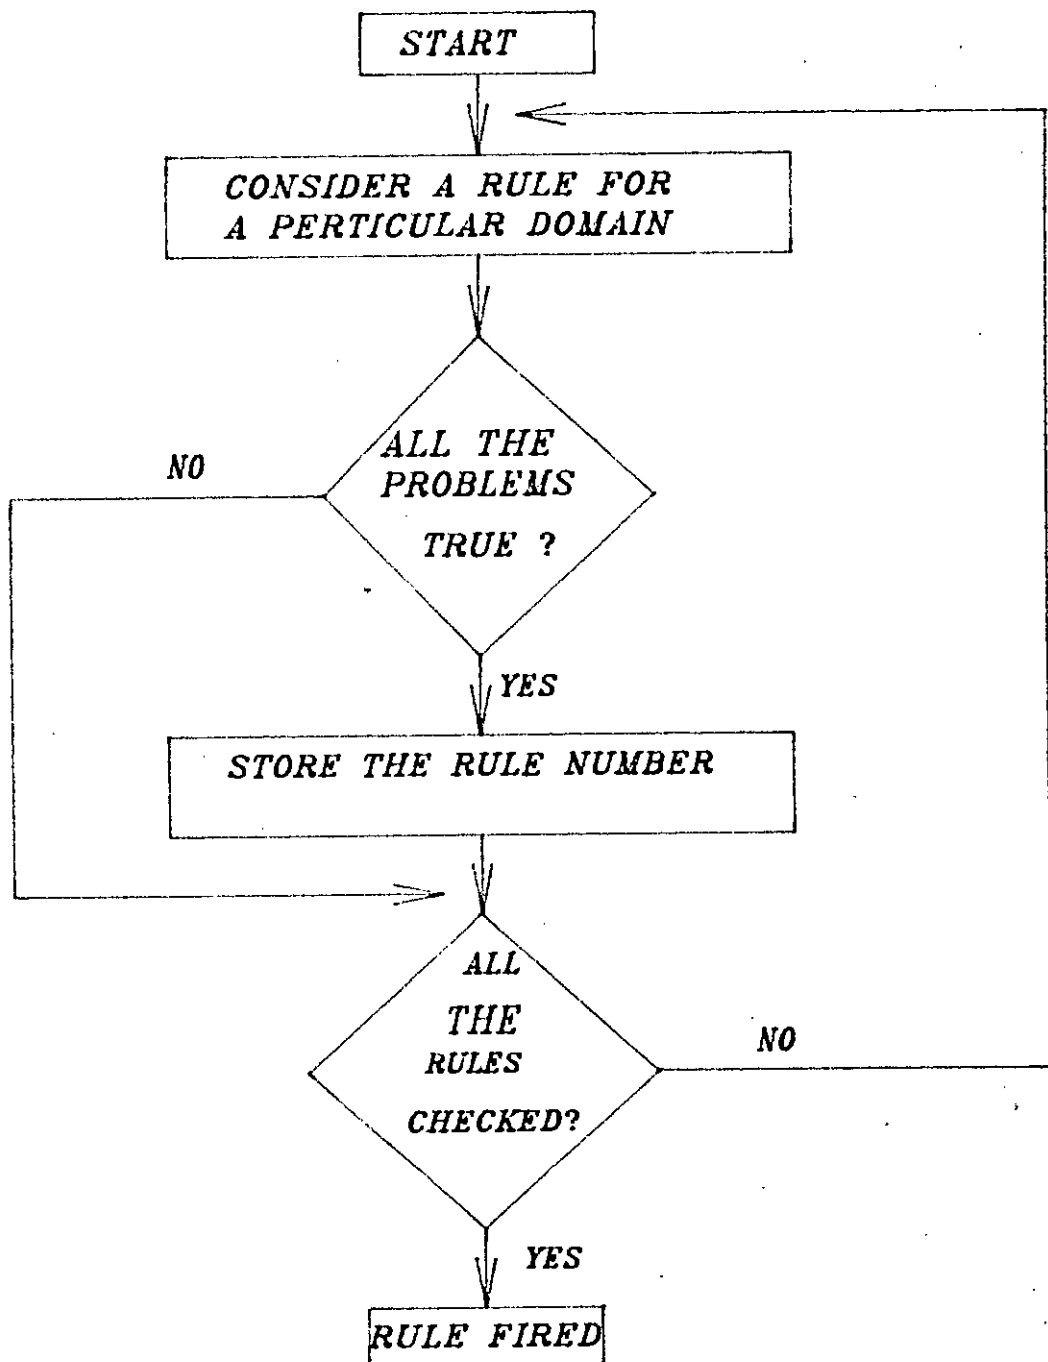 START
CONSIDER A RULE FOR
A PERTICULAR DOMAIN
ALL THE
PROBLEMS
TRUE ?
NO
YES
STORE THE RULE NUMBER
ALL
THE
RULES
CHECKED?
NO
YES
RULE FIRED